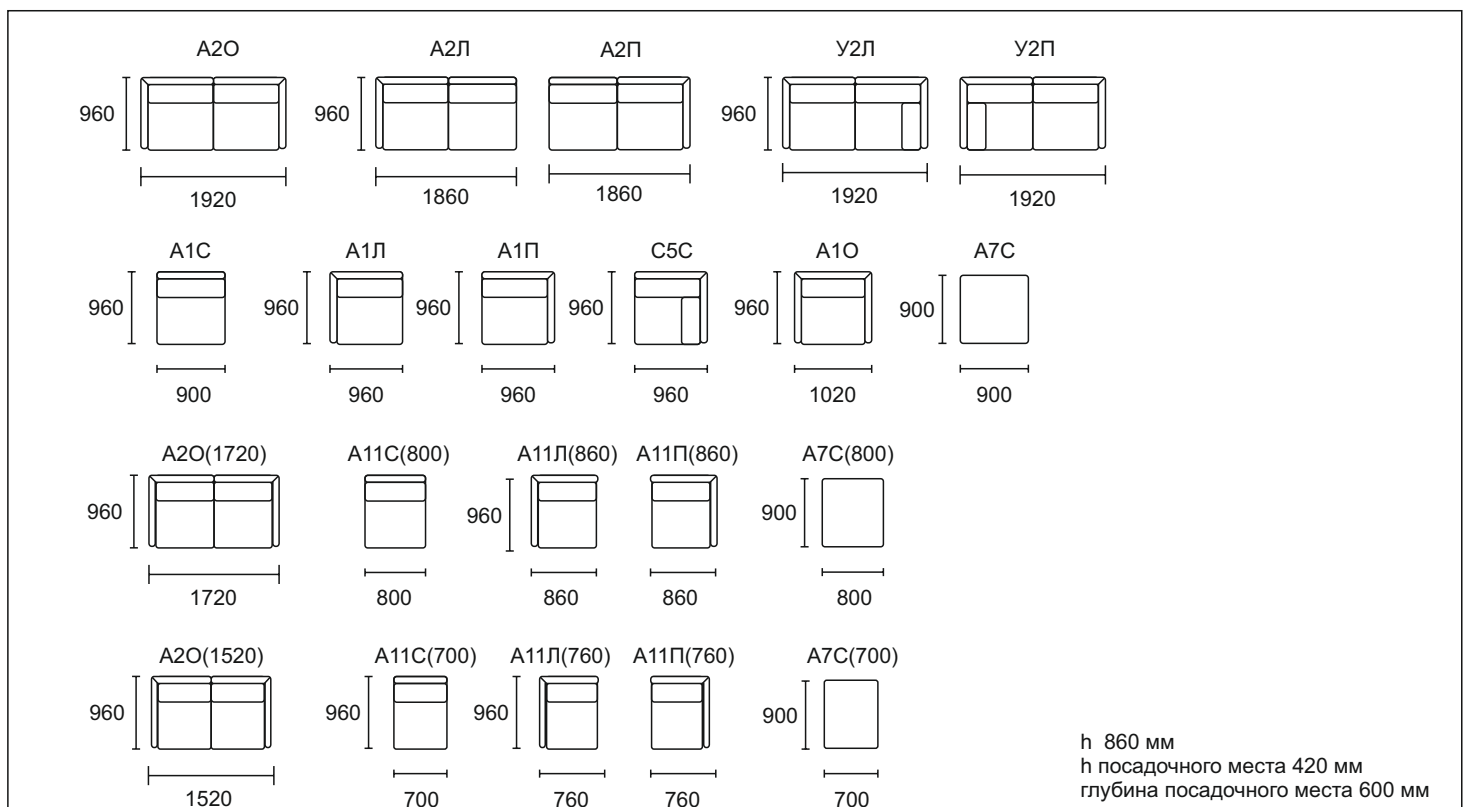 А2О А2Л А2П У2Л У2П
960 960 960
1920 1860 1860 1920 1920
А1С А1Л А1П С5С А1О А7С
960 960 960 960 960 900
900 960 960 960 1020 900
А2О(1720) А11С(800) А11Л(860) А11П(860) А7С(800)
960 960 900
1720 800 860 860 800
А2О(1520) А11С(700) А11Л(760) А11П(760) А7С(700)
960 960 960 900
1520 700 760 760 700
h 860 мм
h посадочного места 420 мм
глубина посадочного места 600 мм